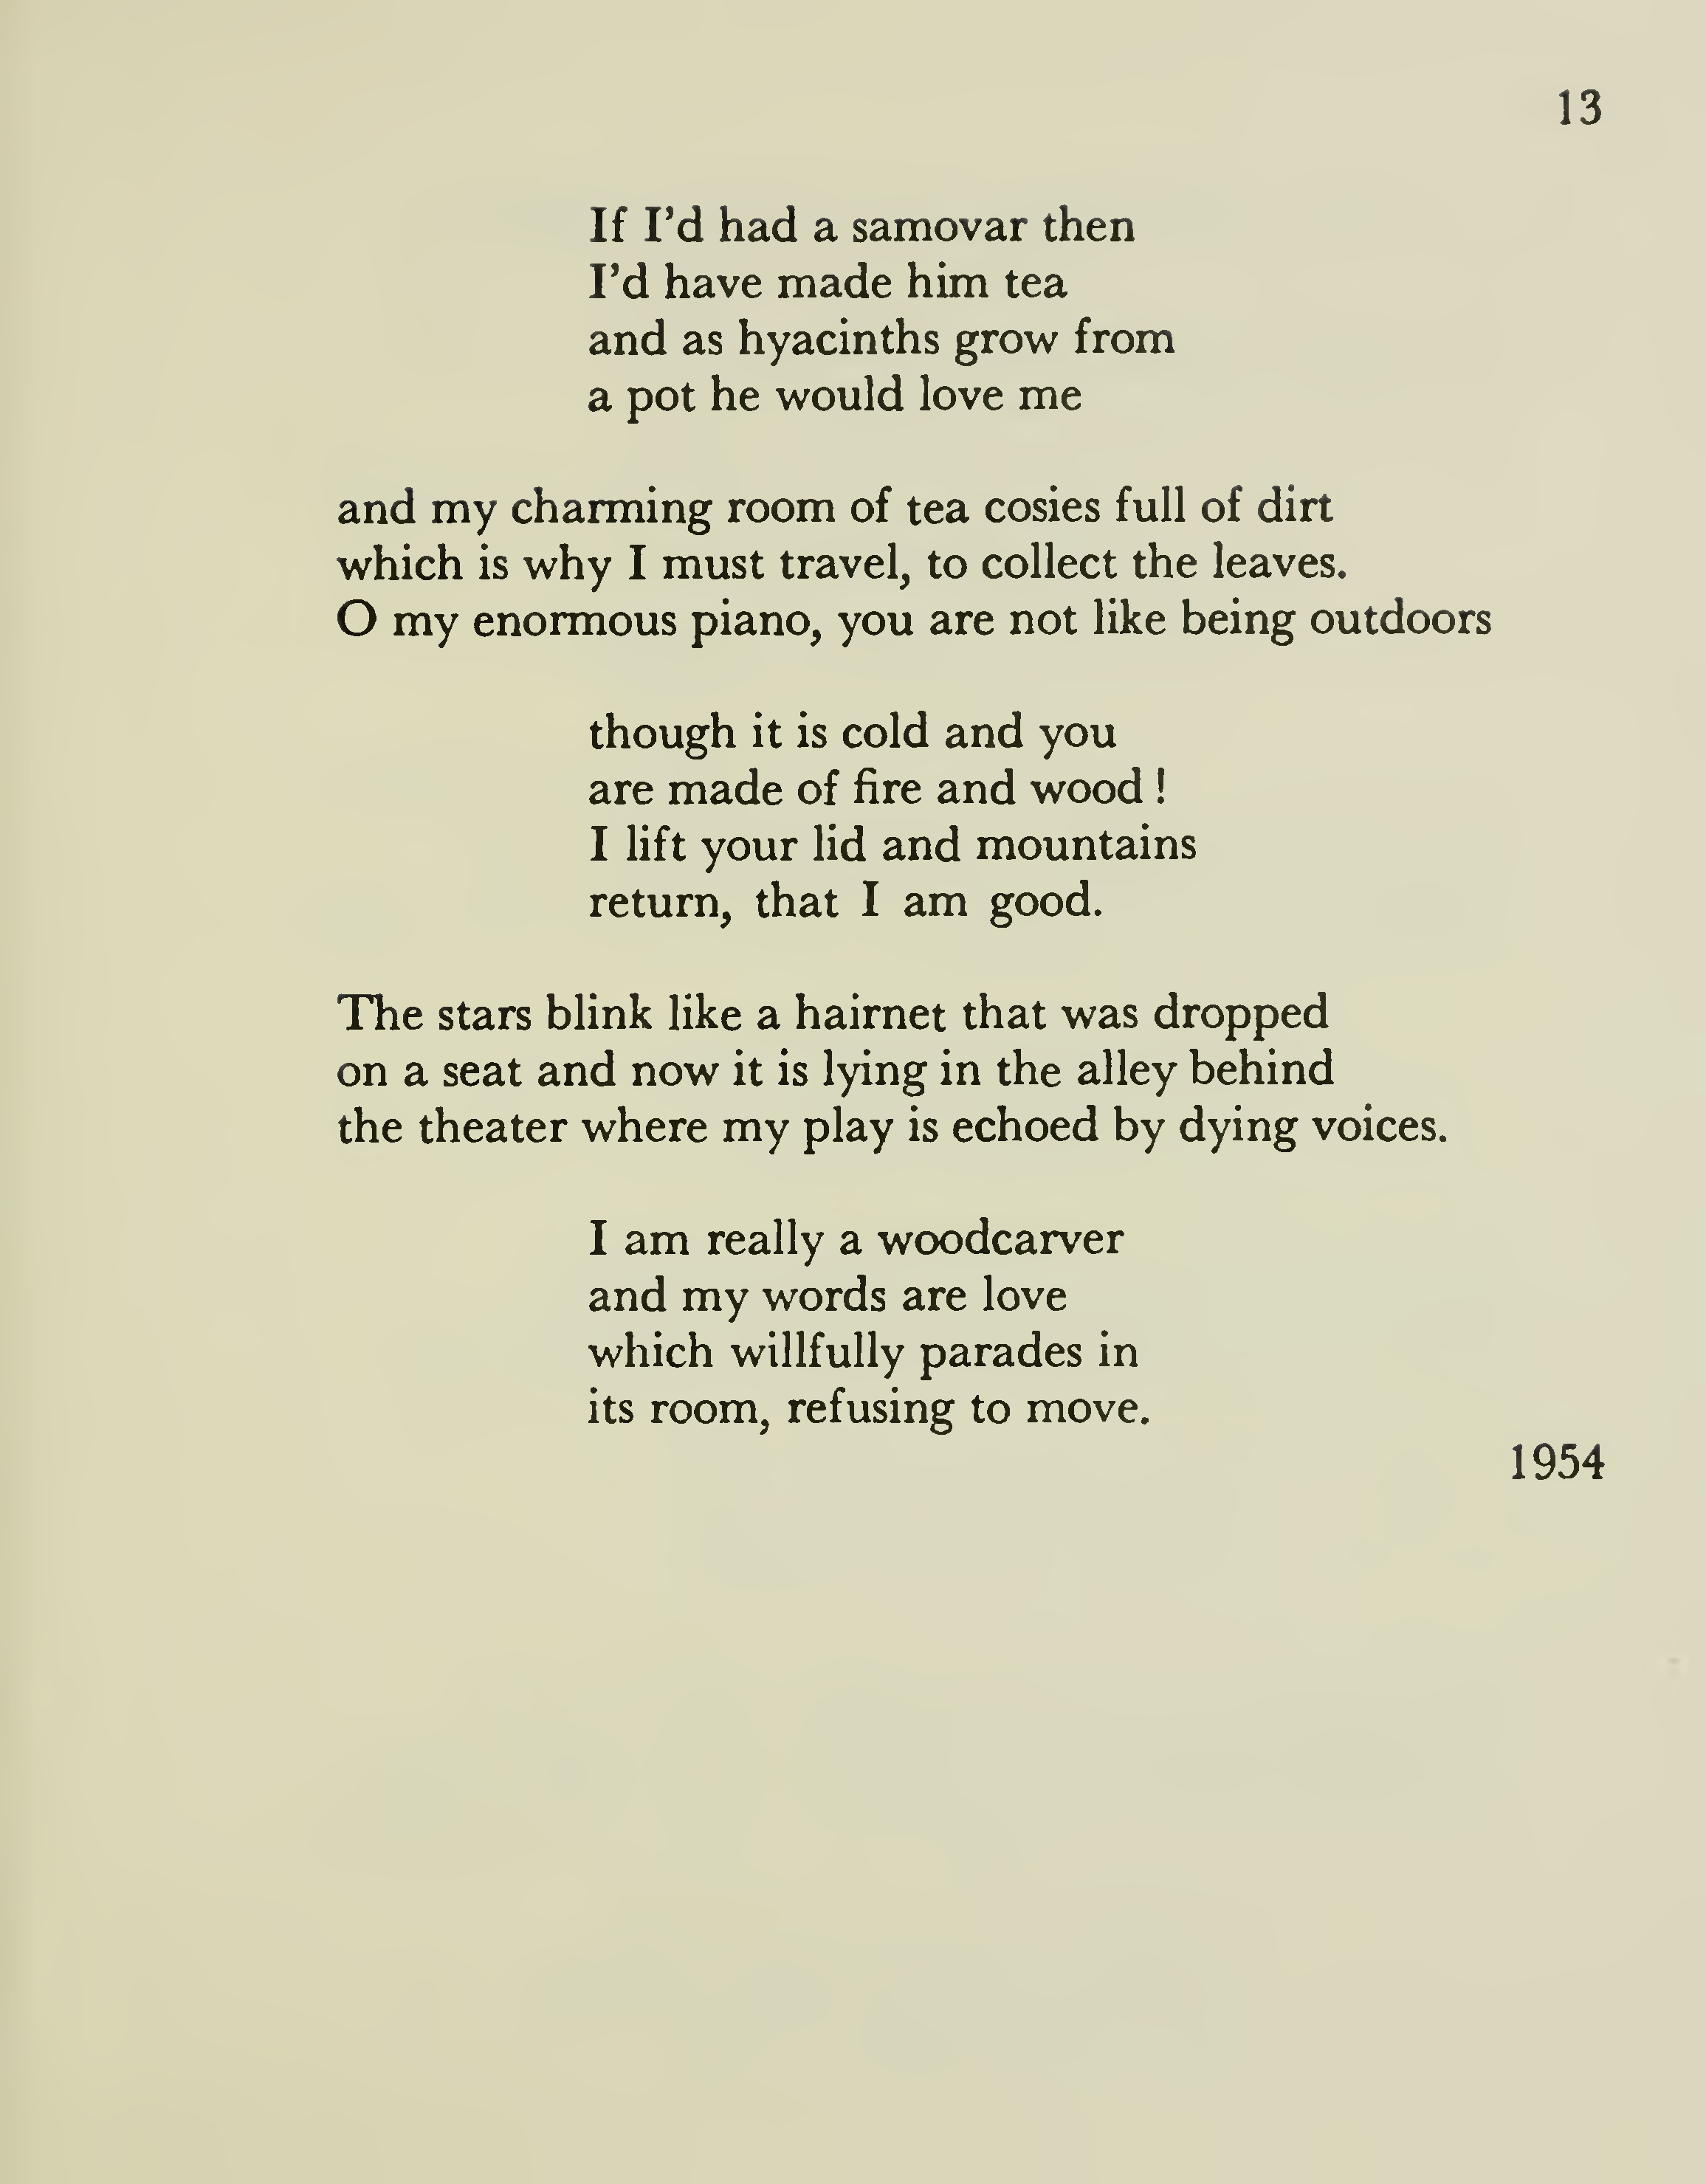 13
If I’d had a samovar then
I’d have made him tea
and as hyacinths grow from
a pot he would love me
and my charming room of tea cosies full of dirt
which is why I must travel, to collect the leaves.
O my enormous piano, you are not like being outdoors
though it is cold and you
are made of fire and wood !
I lift your lid and mountains
return, that I am good.
The stars blink like a hairnet that was dropped
on a seat and now it is lying in the alley behind
the theater where my play is echoed by dying voices.
I am really a woodcarver
and my words are love
which willfully parades in
its room, refusing to move.
1954